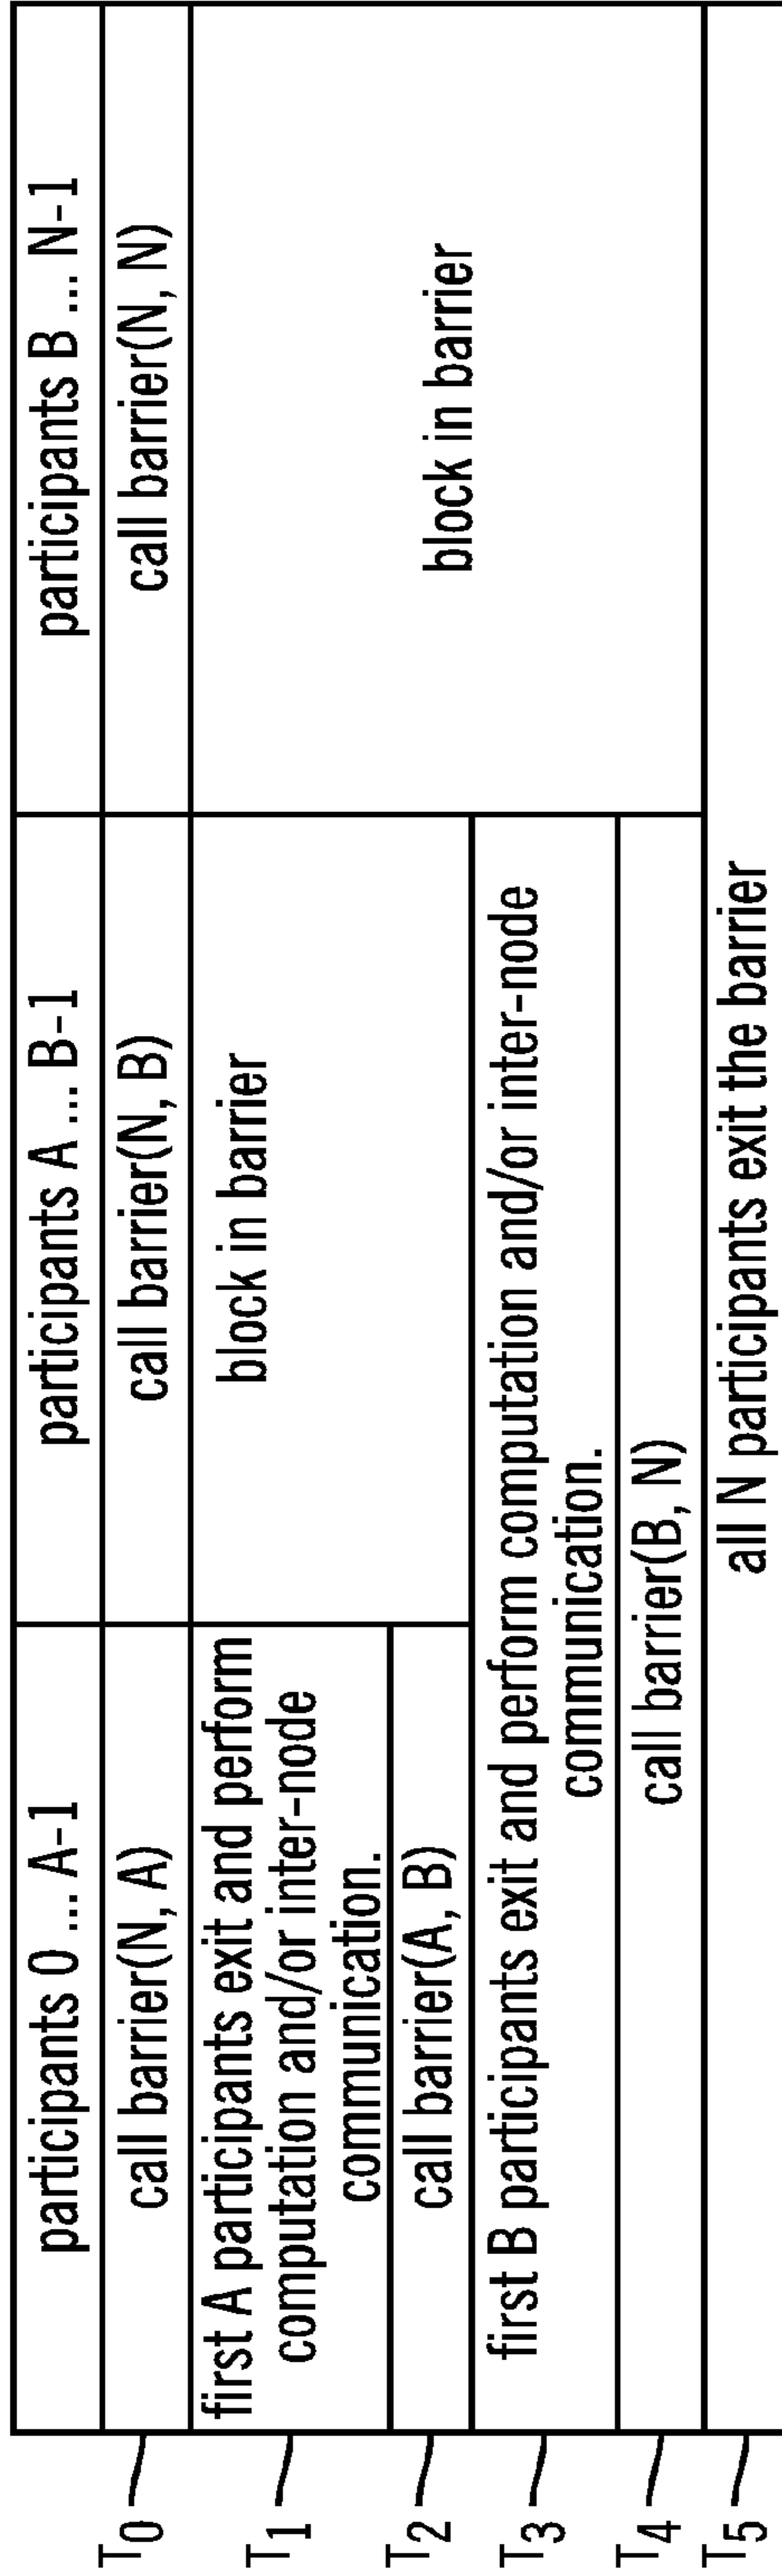 participants 0 ... A-1
participants A ... B-1
participants B ... N-1
T0
call barrier(N, A)
call barrier(N, B)
call barrier(N, N)
T1
first A participants exit and perform
computation and/or inter-node
communication.
block in barrier
block in barrier
T2
call barrier(A, B)
T3
first B participants exit and perform computation and/or inter-node
communication.
T4
call barrier(B, N)
T5
all N participants exit the barrier